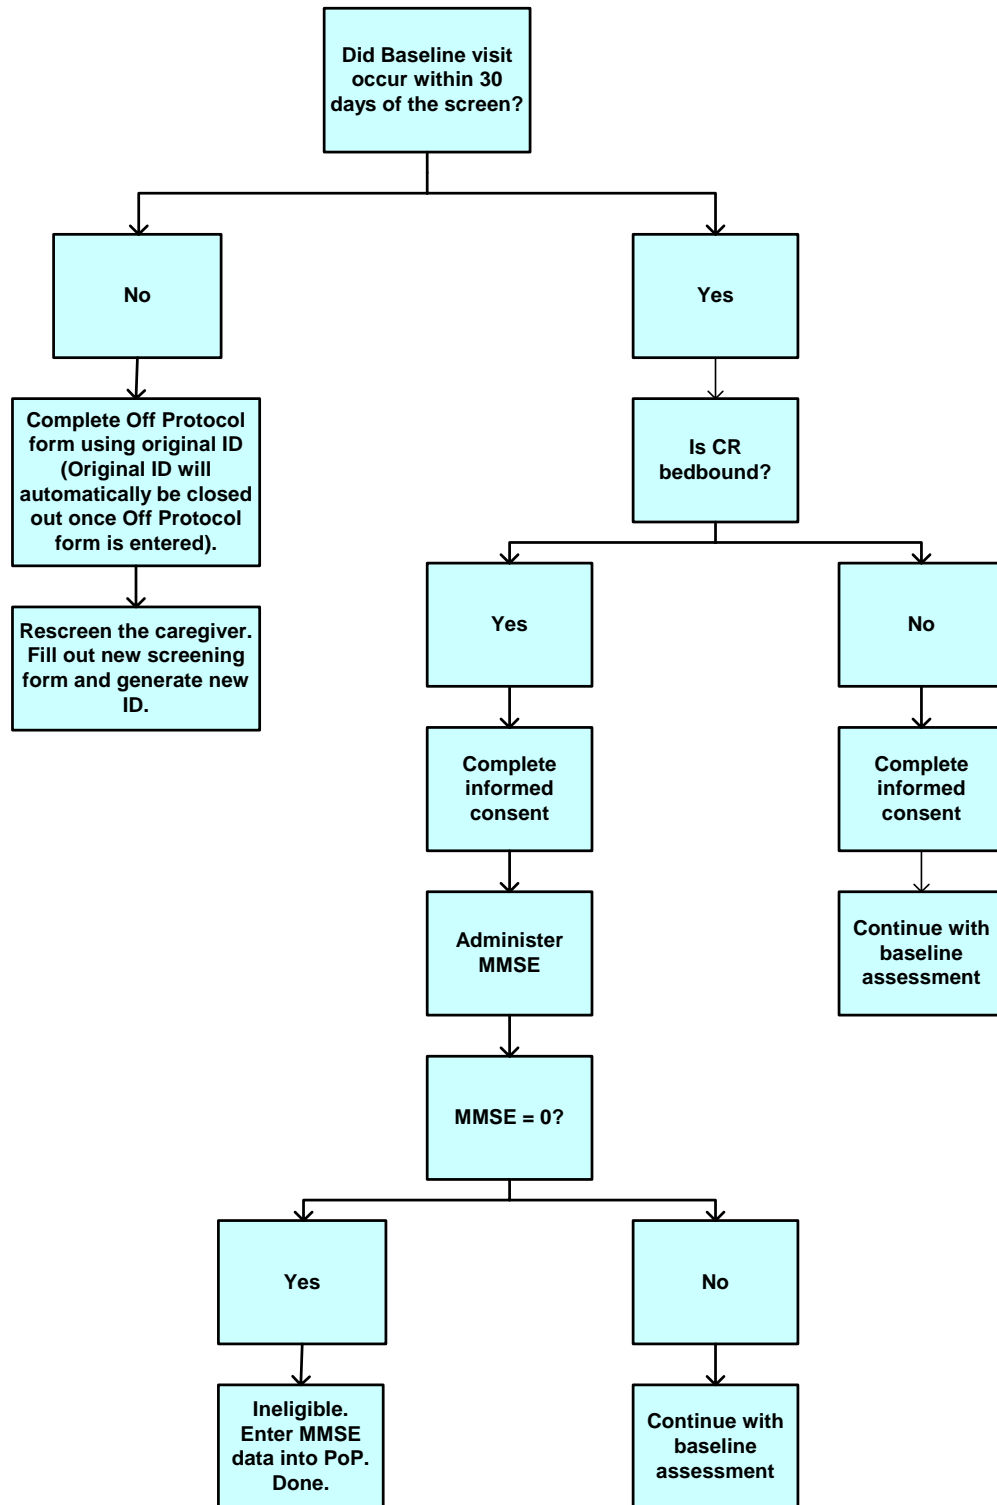 Did Baseline visit
occur within 30
days of the screen?
No
Yes
Complete Off Protocol
form using original ID
(Original ID will
automatically be closed
out once Off Protocol
form is entered).
Is CR
bedbound?
Rescreen the caregiver.
Fill out new screening
form and generate new
ID.
Yes
No
Complete
informed
consent
Complete
informed
consent
Administer
MMSE
Continue with
baseline
assessment
MMSE = 0?
Yes
No
Ineligible.
Enter MMSE
data into PoP.
Done.
Continue with
baseline
assessment